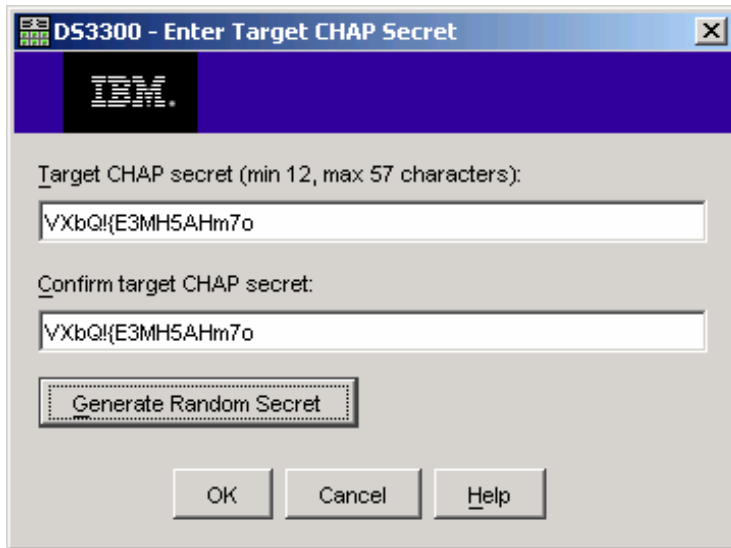 DS3300 - Enter Target CHAP Secret
IBM.
Target CHAP secret (min 12, max 57 characters):
VXbQ!{E3MH5AHm7o
Confirm target CHAP secret:
VXbQ!{E3MH5AHm7o
Generate Random Secret
OK Cancel Help